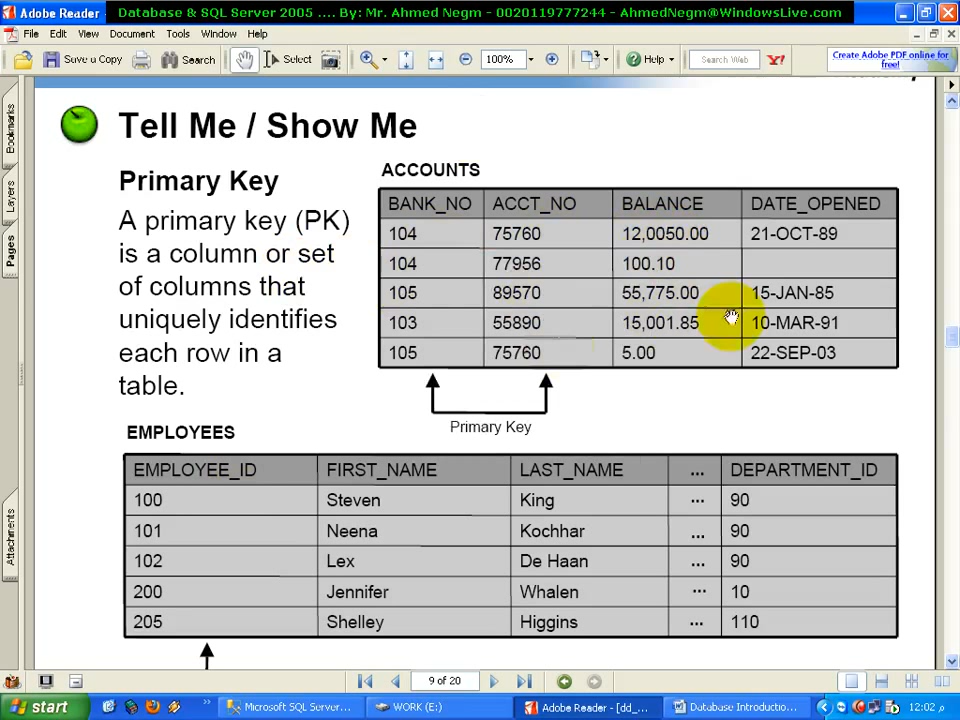 Adobe Reader
Database & SQL Server 2005 .... By: Mr. Ahmed Negm - 0020119777244 - AhmedNegm@WindowsLive.com
File Edit View Document Tools Window Help
Save a Copy Search Select 100% Help Search Web Y! Create Adobe PDF online for free!
Bookmarks
Layers
Pages
Attachments
Tell Me / Show Me
Primary Key
A primary key (PK)
is a column or set
of columns that
uniquely identifies
each row in a
table.
ACCOUNTS
BANK_NO ACCT_NO BALANCE DATE_OPENED
104 75760 12,0050.00 21-OCT-89
104 77956 100.10
105 89570 55,775.00 15-JAN-85
103 55890 15,001.85 10-MAR-91
105 75760 5.00 22-SEP-03
Primary Key
EMPLOYEES
EMPLOYEE_ID FIRST_NAME LAST_NAME ... DEPARTMENT_ID
100 Steven King ... 90
101 Neena Kochhar ... 90
102 Lex De Haan ... 90
200 Jennifer Whalen ... 10
205 Shelley Higgins ... 110
9 of 20
start Microsoft SQL Server... WORK (E:) Adobe Reader - [dd_... Database Introductio... 12:02 م